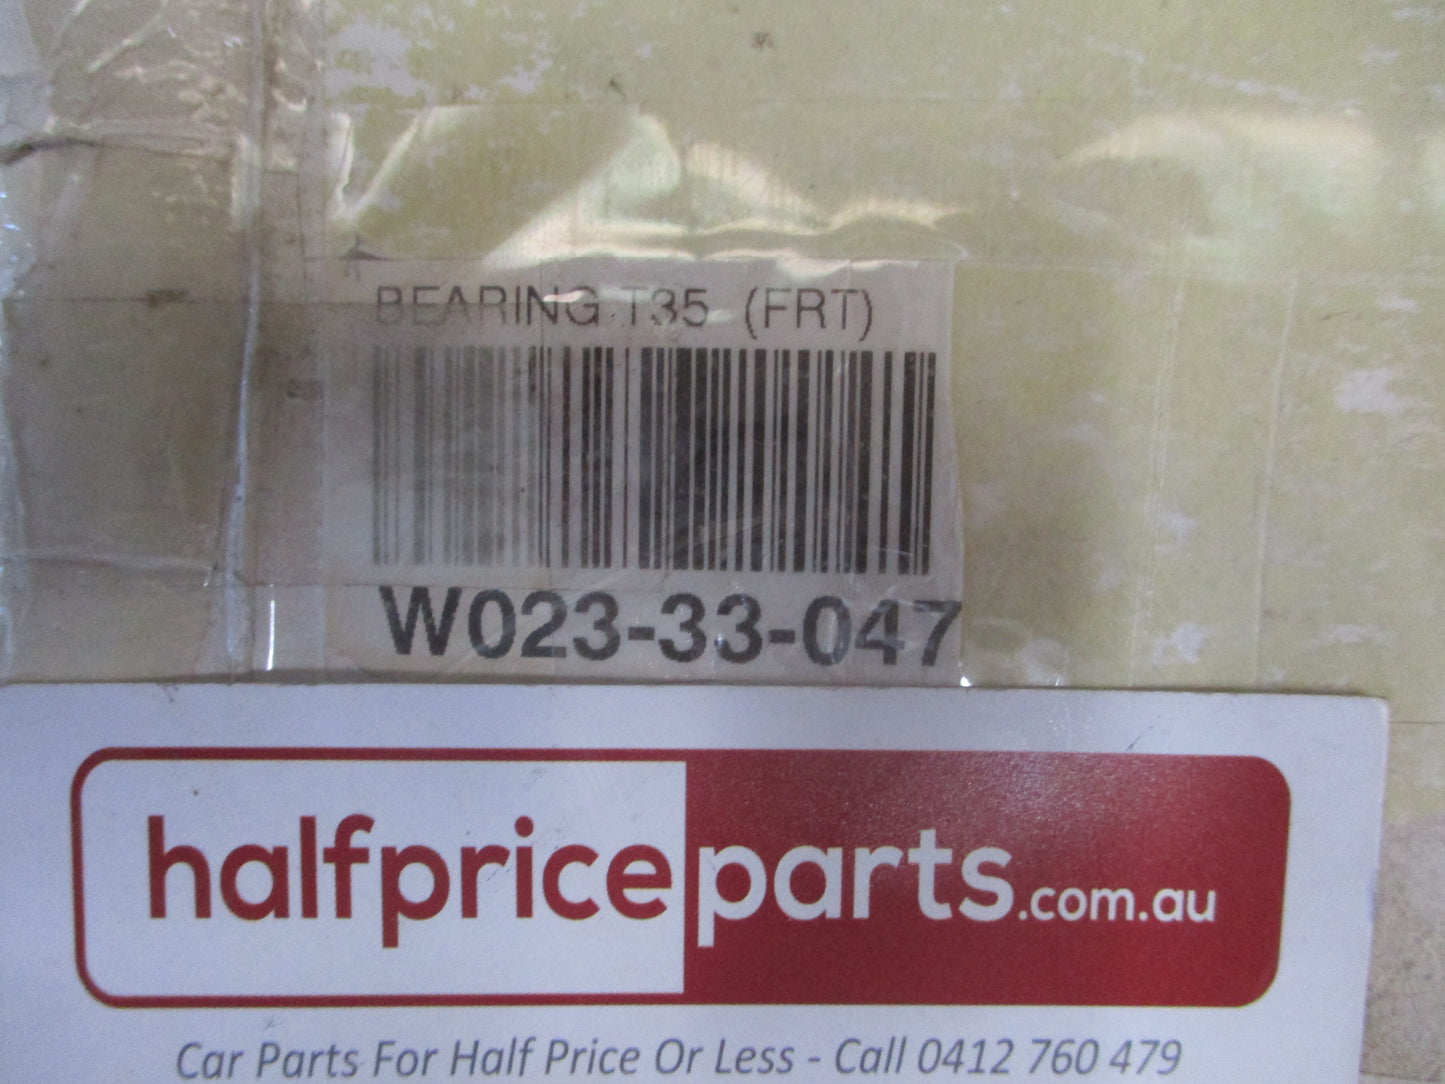 BEARING T35 (FRT)
W023-33-047
halfpriceparts.com.au
Car Parts For Half Price Or Less - Call 0412 760 479